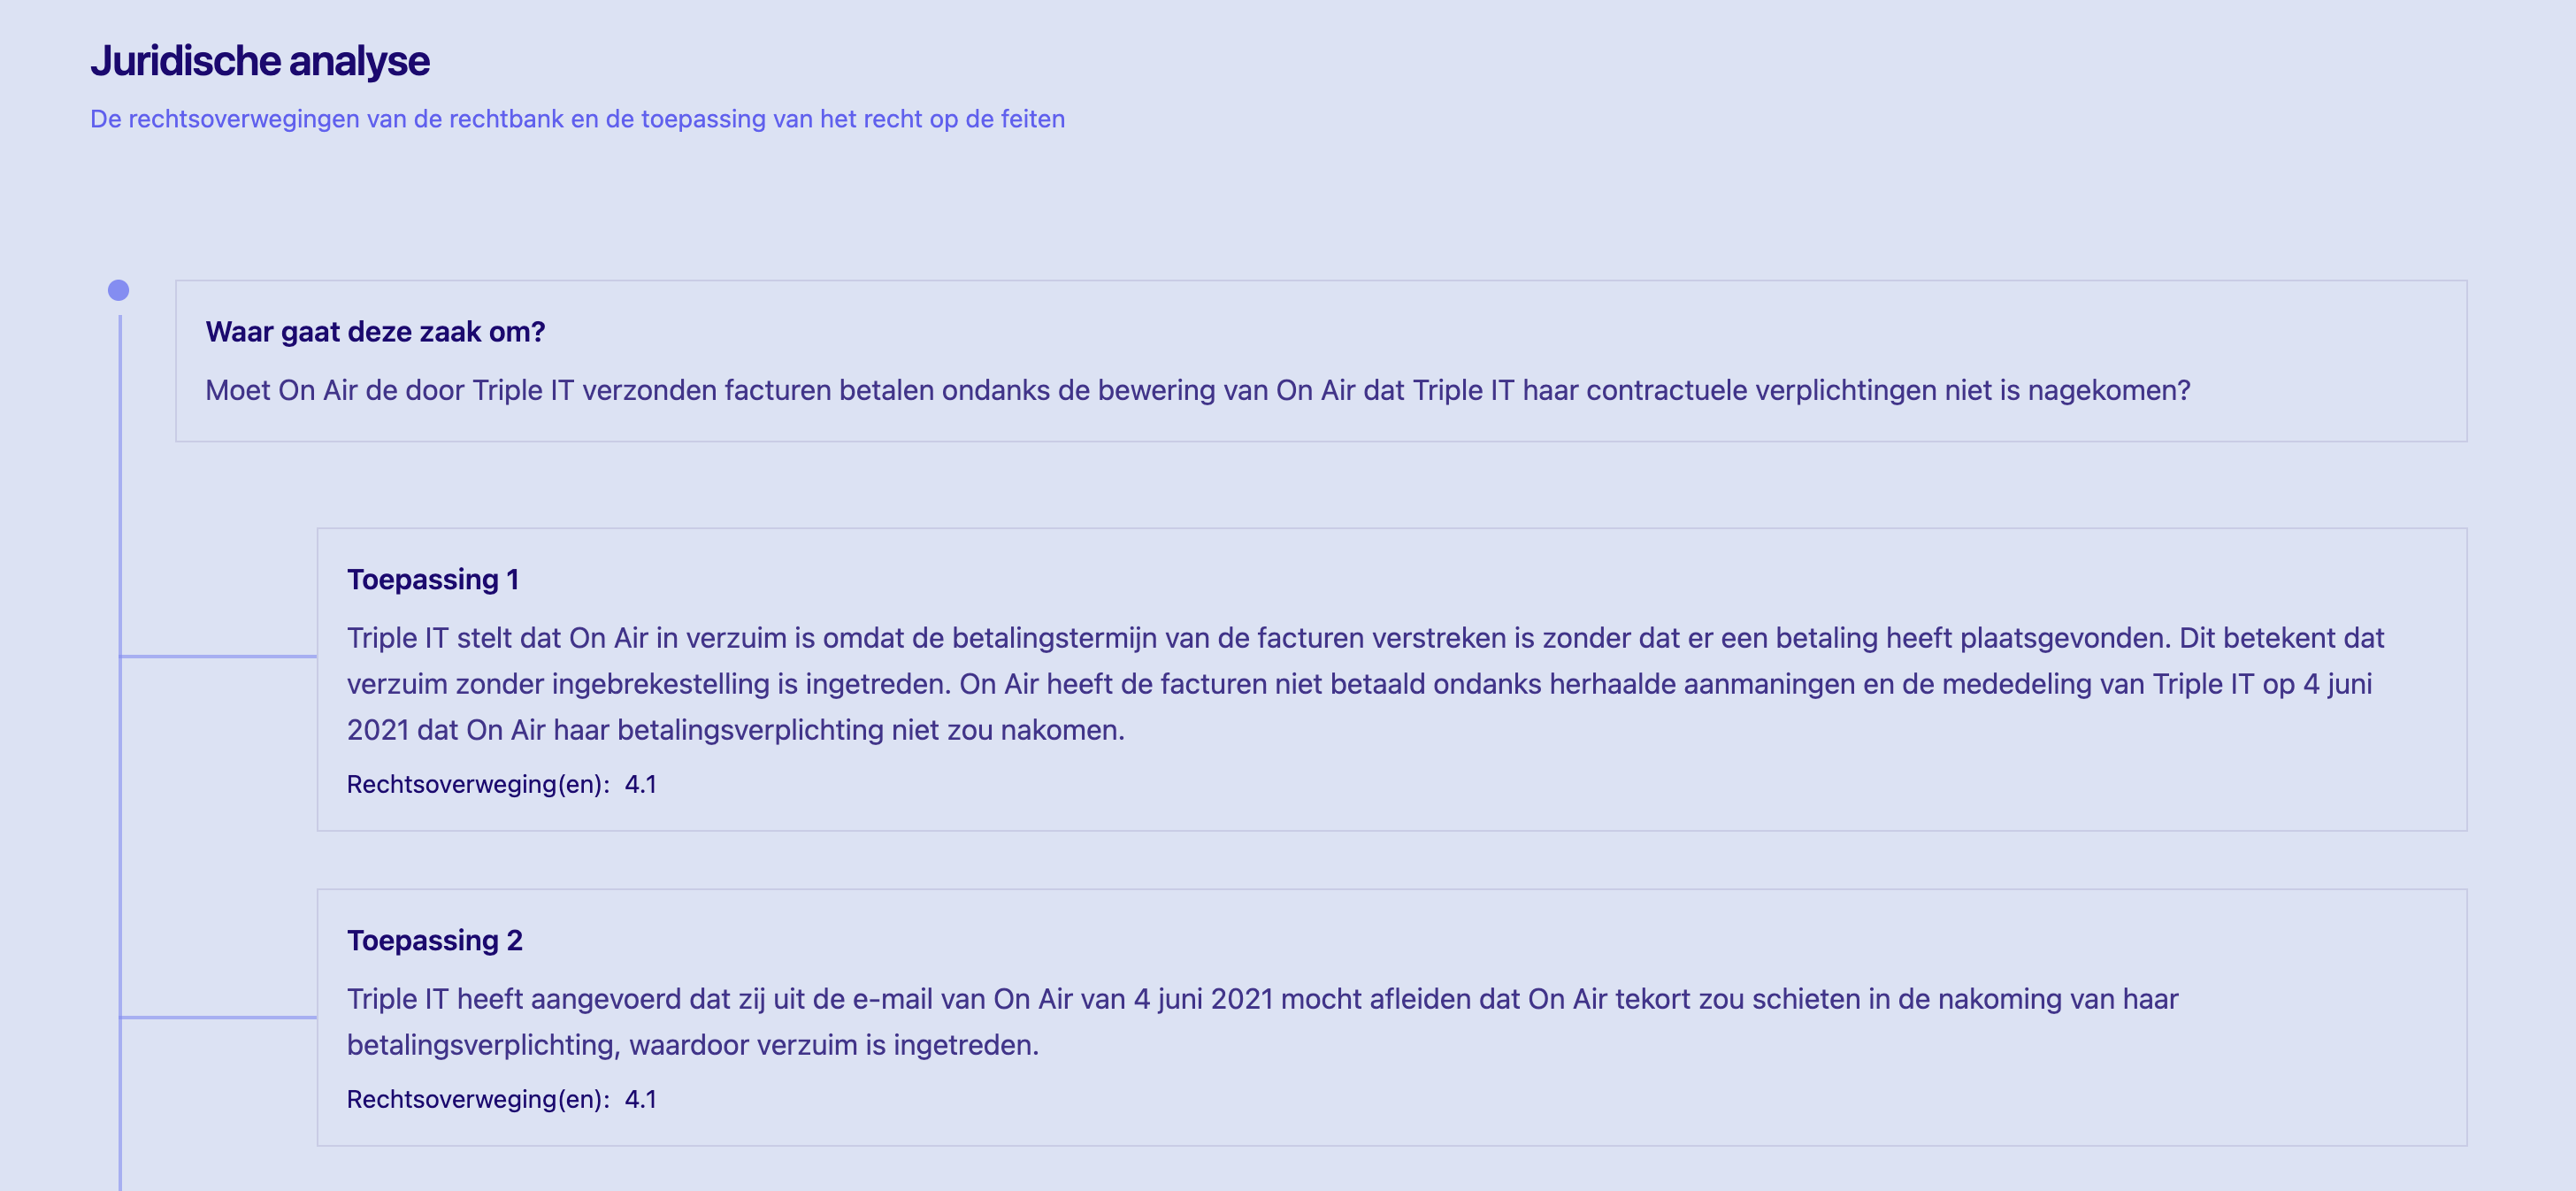 Juridische analyse
De rechtsoverwegingen van de rechtbank en de toepassing van het recht op de feiten
Waar gaat deze zaak om?
Moet On Air de door Triple IT verzonden facturen betalen ondanks de bewering van On Air dat Triple IT haar contractuele verplichtingen niet is nagekomen?
Toepassing 1
Triple IT stelt dat On Air in verzuim is omdat de betalingstermijn van de facturen verstreken is zonder dat er een betaling heeft plaatsgevonden. Dit betekent dat
verzuim zonder ingebrekestelling is ingetreden. On Air heeft de facturen niet betaald ondanks herhaalde aanmaningen en de mededeling van Triple IT op 4 juni
2021 dat On Air haar betalingsverplichting niet zou nakomen.
Rechtsoverweging(en): 4.1
Toepassing 2
Triple IT heeft aangevoerd dat zij uit de e-mail van On Air van 4 juni 2021 mocht afleiden dat On Air tekort zou schieten in de nakoming van haar
betalingsverplichting, waardoor verzuim is ingetreden.
Rechtsoverweging(en): 4.1